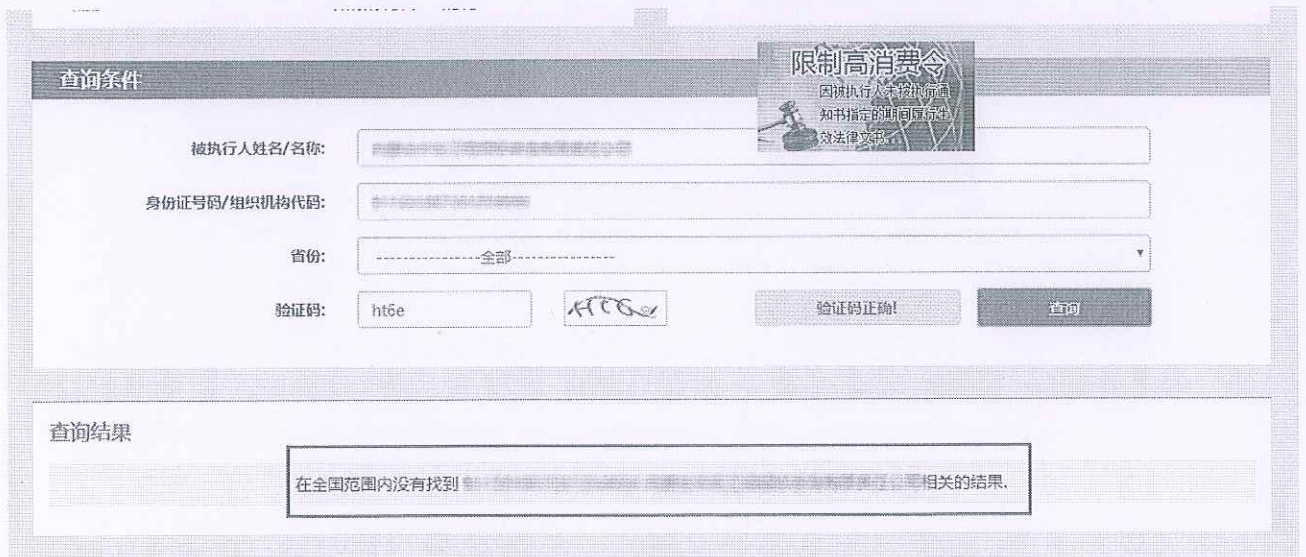 查询条件
限制高消费令
因被执行人未按执行通
知书指定的期间履行生
效法律文书
被执行人姓名/名称:
身份证号码/组织机构代码:
省份:
-----------------全部-----------------
验证码:
ht6e
验证码正确!
查询
查询结果
在全国范围内没有找到
相关的结果.